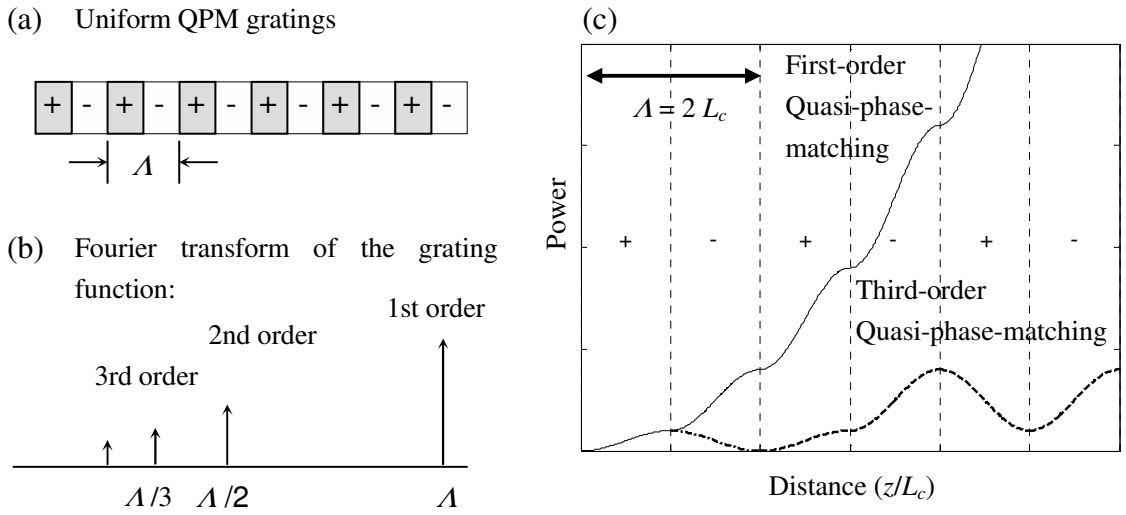 (a) Uniform QPM gratings
+ - + - + - + - + - + -
Λ
(b) Fourier transform of the grating
function:
1st order
2nd order
3rd order
Λ/3 Λ/2 Λ
(c)
First-order
Quasi-phase-
matching
Λ = 2 Lc
Power
+ - + - + -
Third-order
Quasi-phase-matching
Distance (z/Lc)